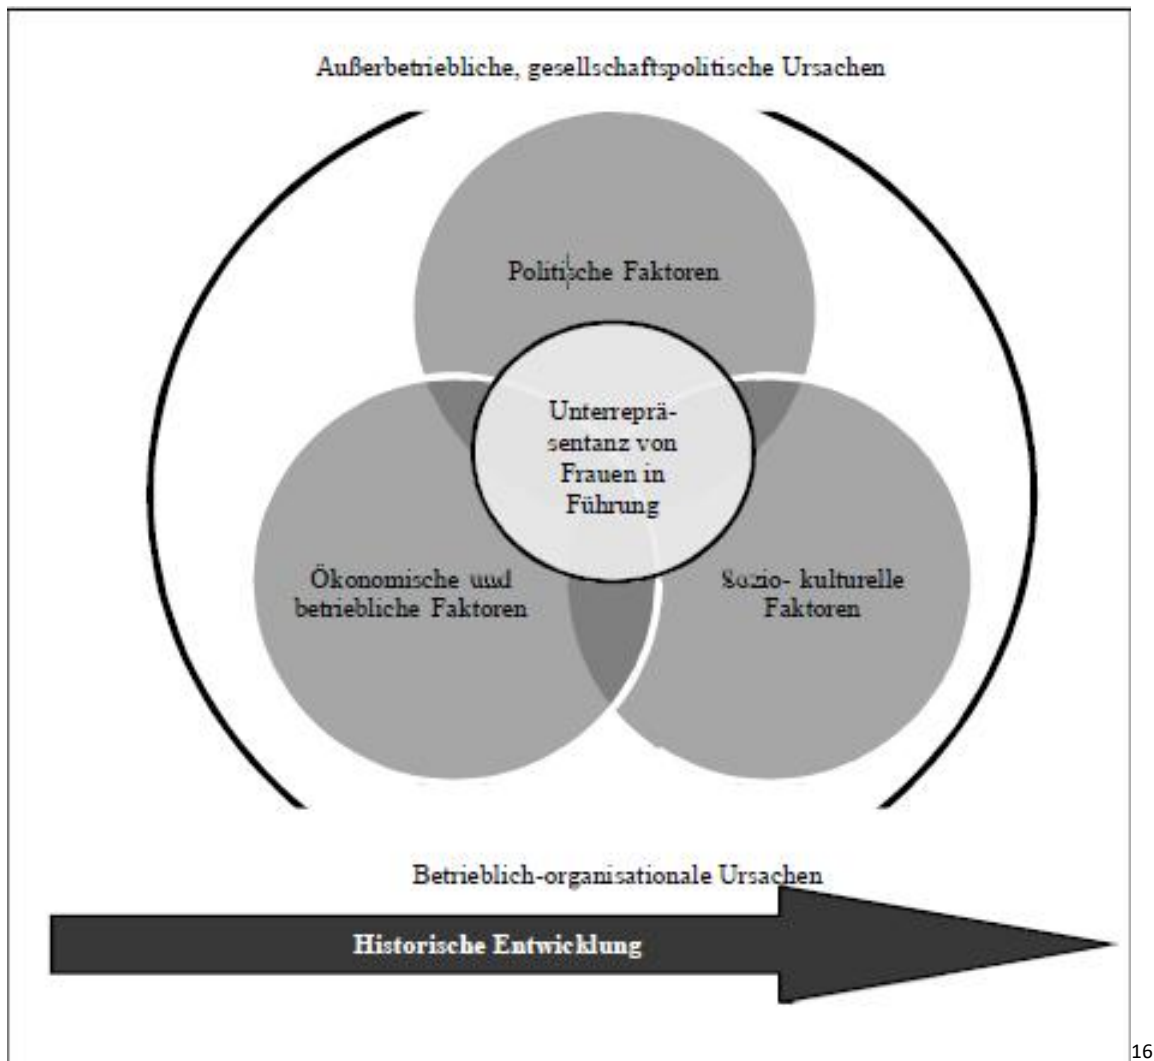 Außerbetriebliche, gesellschaftspolitische Ursachen
Politische Faktoren
Unterreprä-
sentanz von
Frauen in
Führung
Ökonomische und
betriebliche Faktoren
Sozio- kulturelle
Faktoren
Betrieblich-organisationale Ursachen
Historische Entwicklung
16